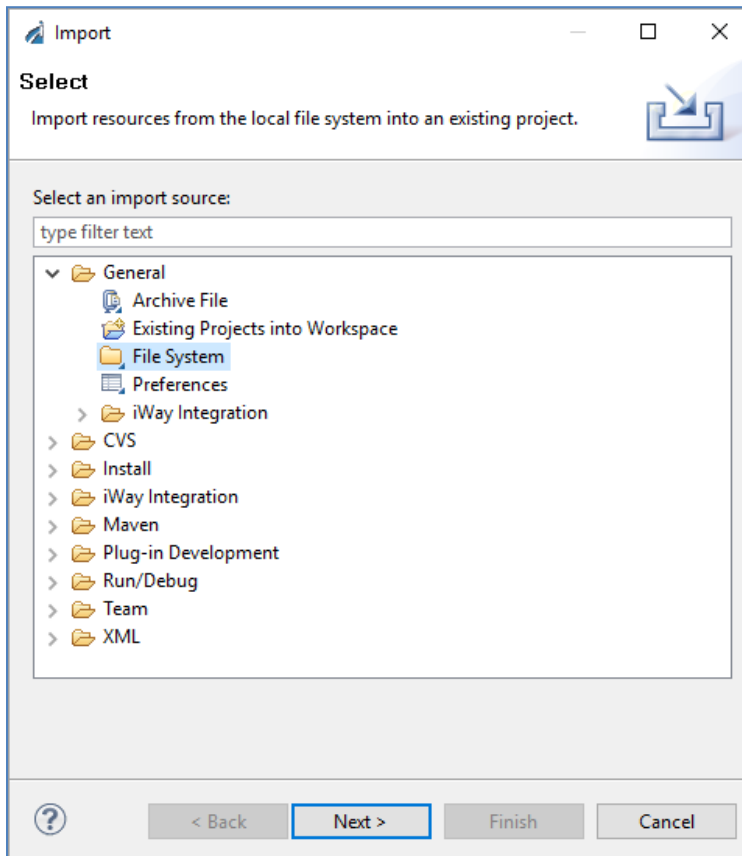 Import
Select
Import resources from the local file system into an existing project.
Select an import source:
type filter text
General
Archive File
Existing Projects into Workspace
File System
Preferences
iWay Integration
CVS
Install
iWay Integration
Maven
Plug-in Development
Run/Debug
Team
XML
? < Back Next > Finish Cancel